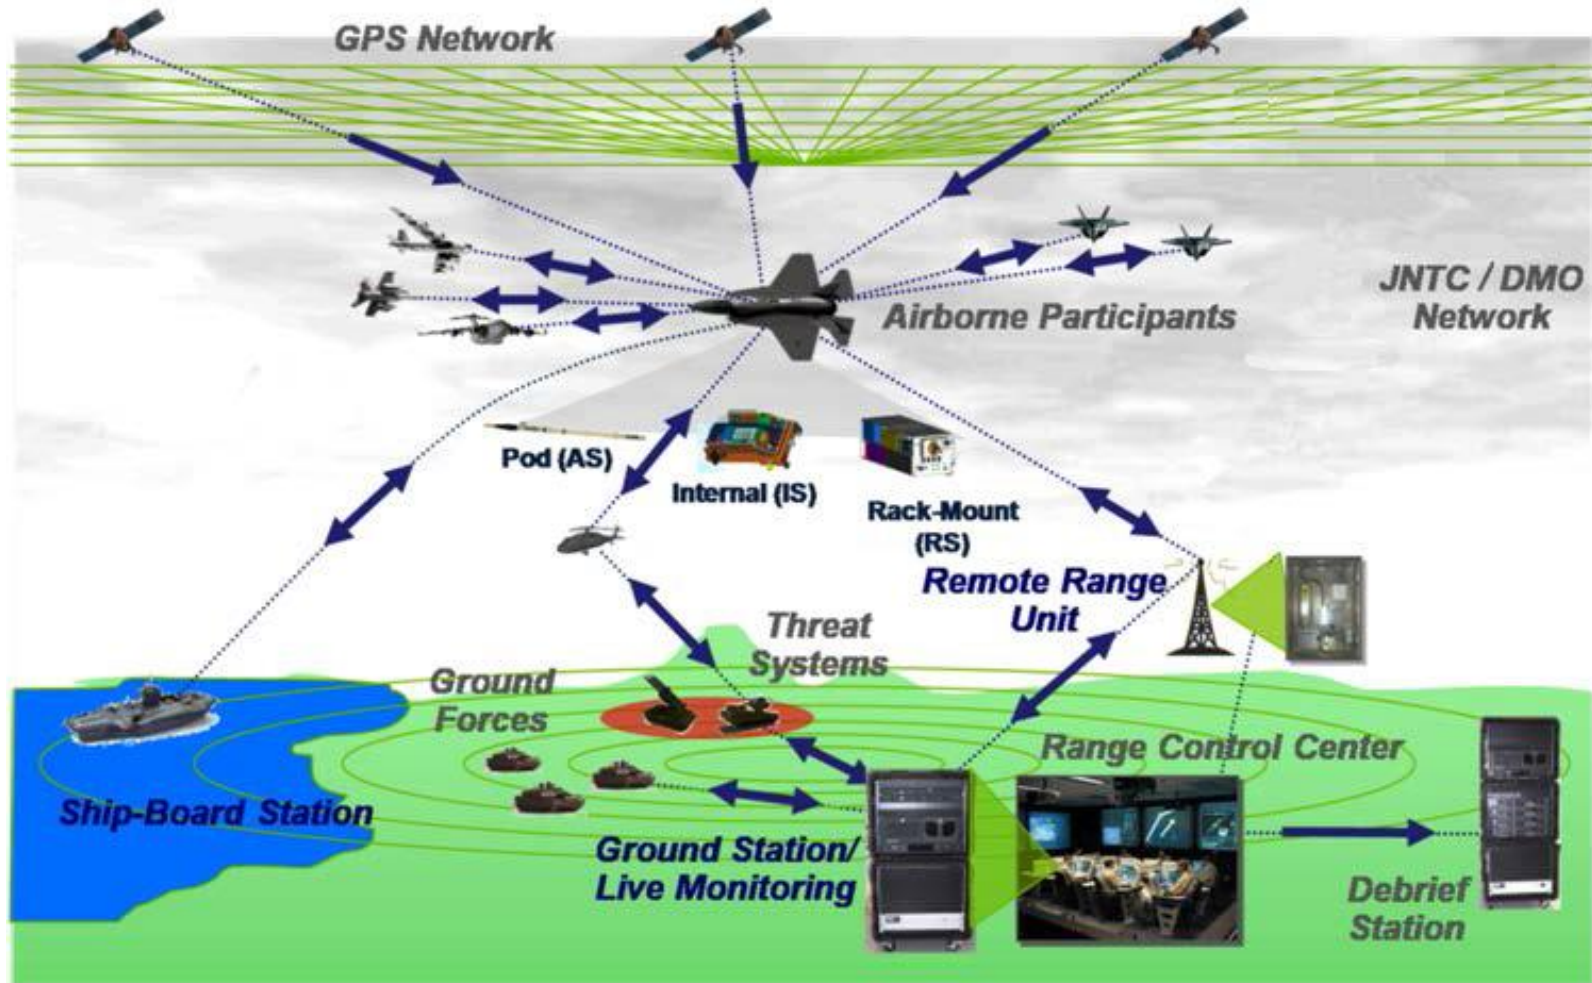 GPS Network
JNTC / DMO
Network
Airborne Participants
Pod (AS)
Internal (IS)
Rack-Mount
(RS)
Remote Range
Unit
Threat
Systems
Ground
Forces
Range Control Center
Ship-Board Station
Ground Station/
Live Monitoring
Debrief
Station